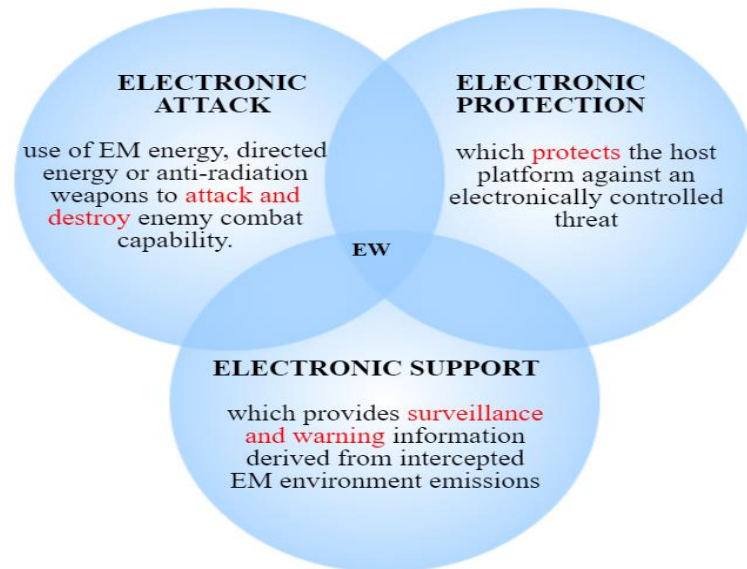 ELECTRONIC
ATTACK
use of EM energy, directed
energy or anti-radiation
weapons to attack and
destroy enemy combat
capability.
ELECTRONIC
PROTECTION
which protects the host
platform against an
electronically controlled
threat
EW
ELECTRONIC SUPPORT
which provides surveillance
and warning information
derived from intercepted
EM environment emissions